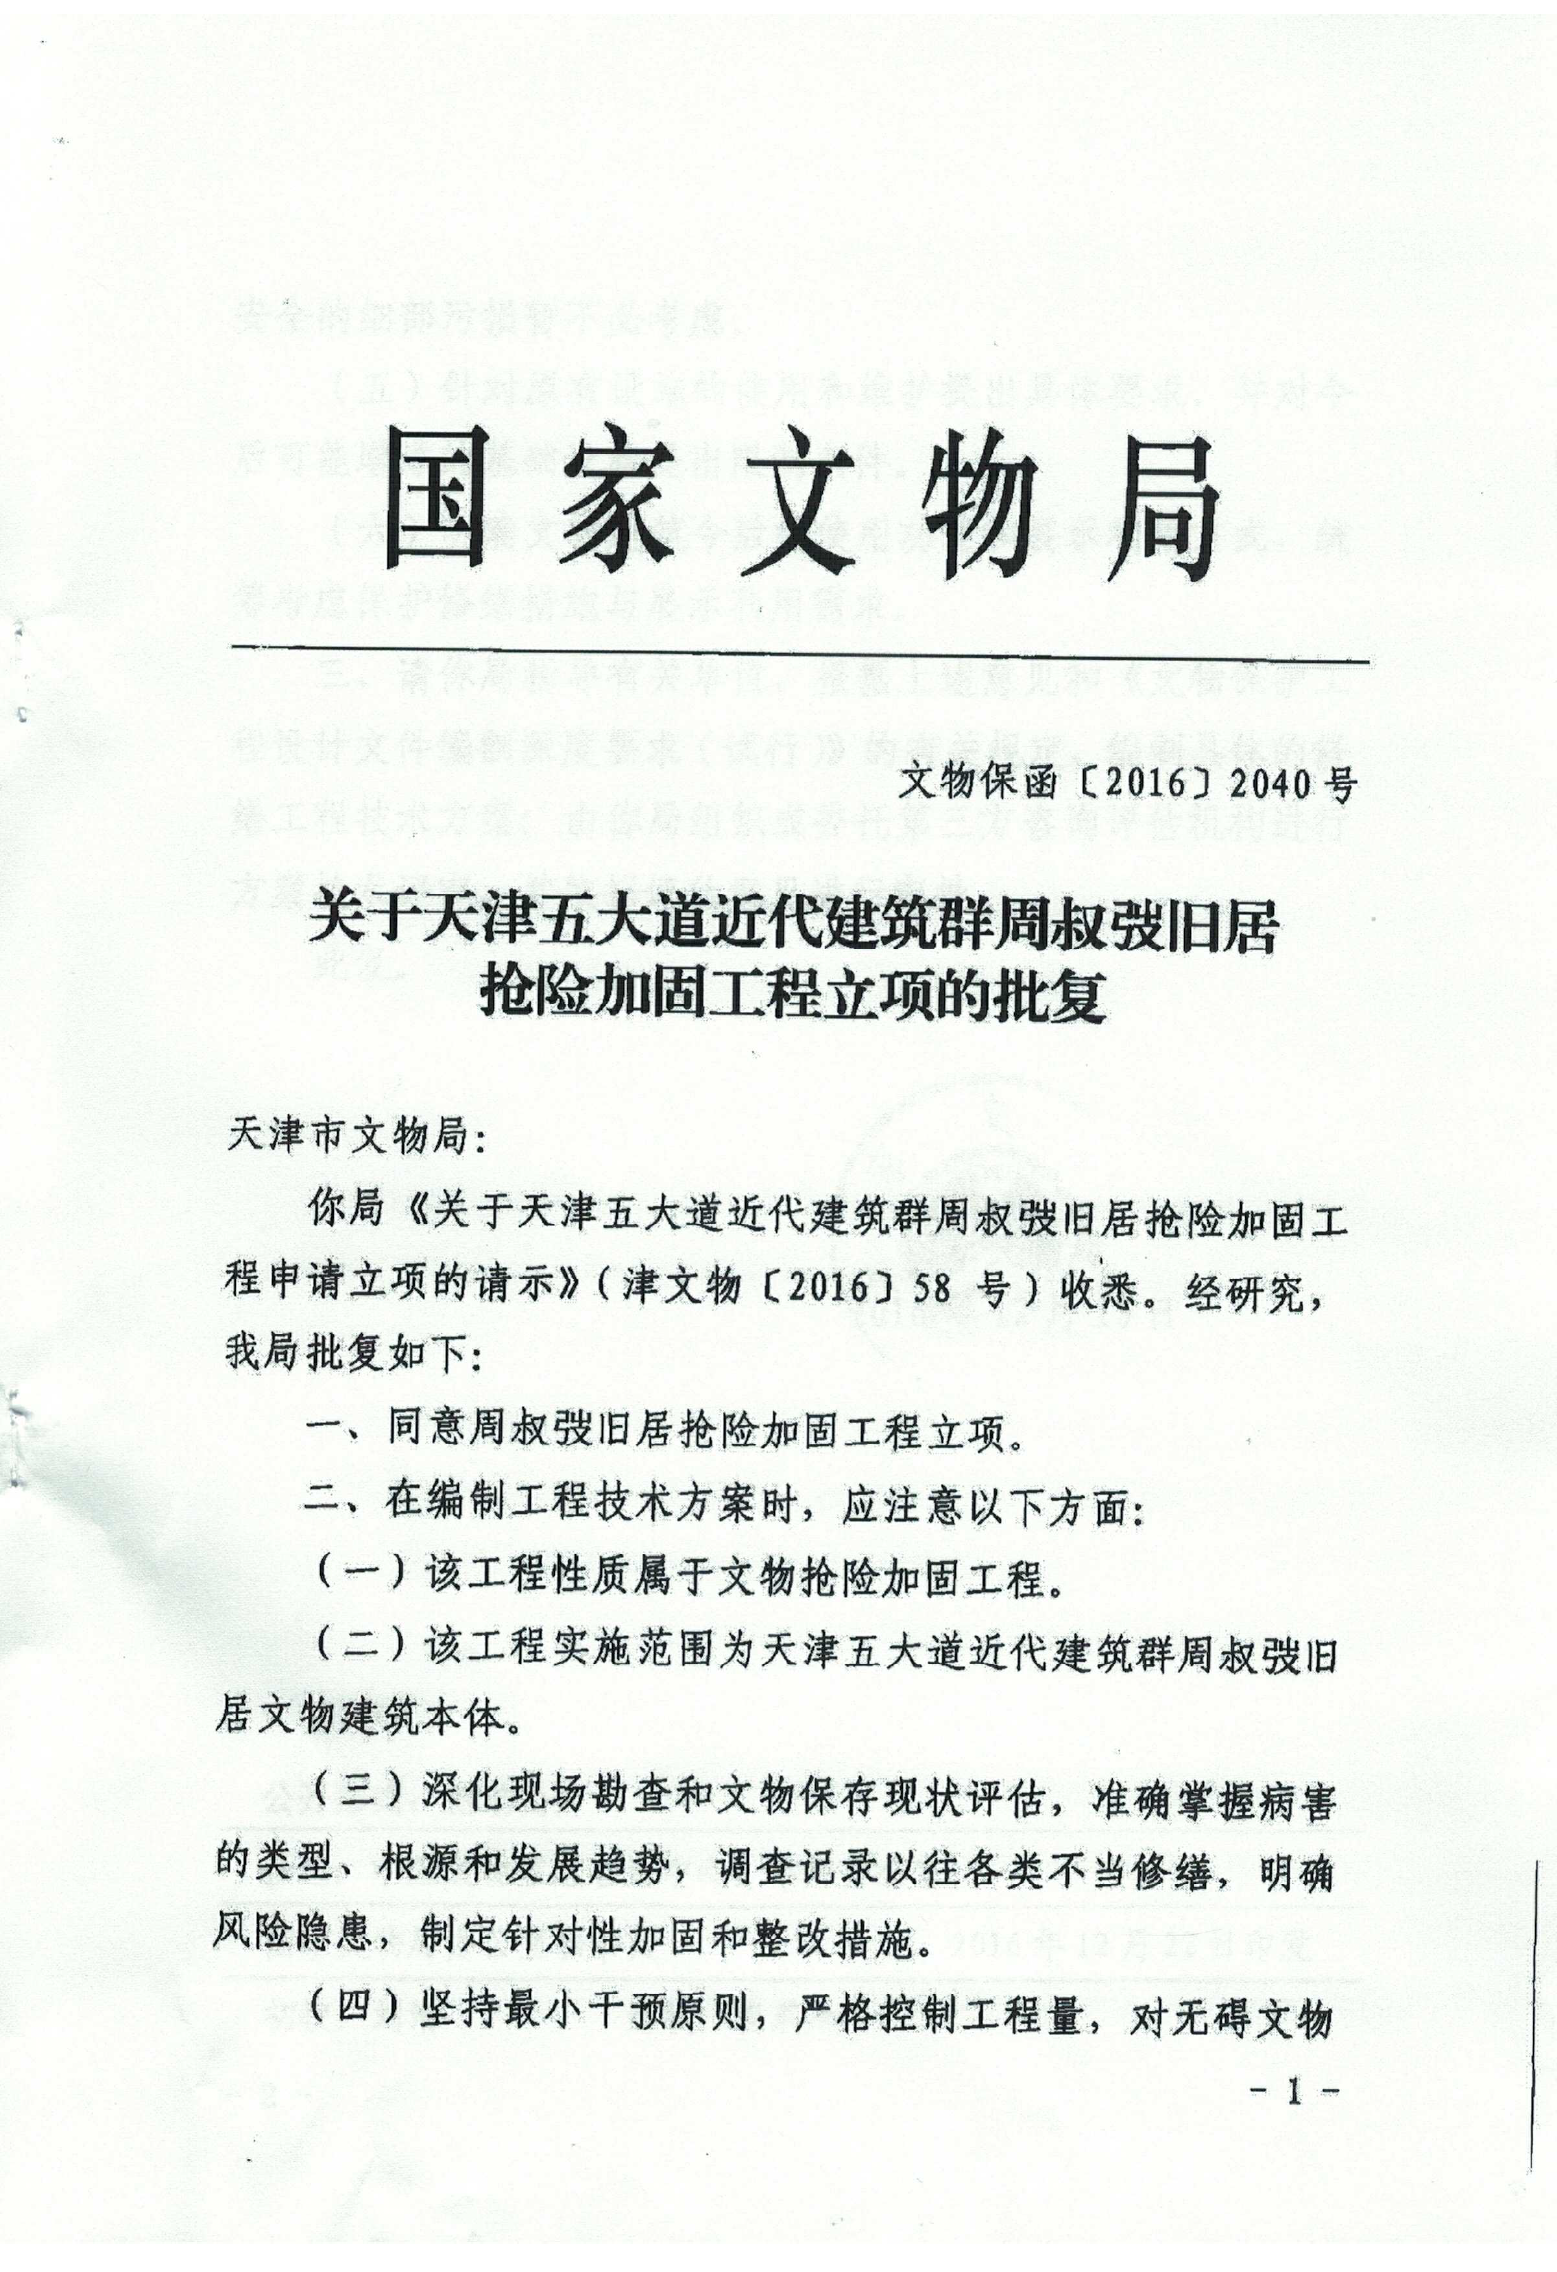 国家文物局
文物保函〔2016〕2040号
关于天津五大道近代建筑群周叔弢旧居
抢险加固工程立项的批复
天津市文物局：
你局《关于天津五大道近代建筑群周叔弢旧居抢险加固工
程申请立项的请示》（津文物〔2016〕58 号）收悉。经研究，
我局批复如下：
一、同意周叔弢旧居抢险加固工程立项。
二、在编制工程技术方案时，应注意以下方面：
（一）该工程性质属于文物抢险加固工程。
（二）该工程实施范围为天津五大道近代建筑群周叔弢旧
居文物建筑本体。
（三）深化现场勘查和文物保存现状评估，准确掌握病害
的类型、根源和发展趋势，调查记录以往各类不当修缮，明确
风险隐患，制定针对性加固和整改措施。
（四）坚持最小干预原则，严格控制工程量，对无碍文物
- 1 -